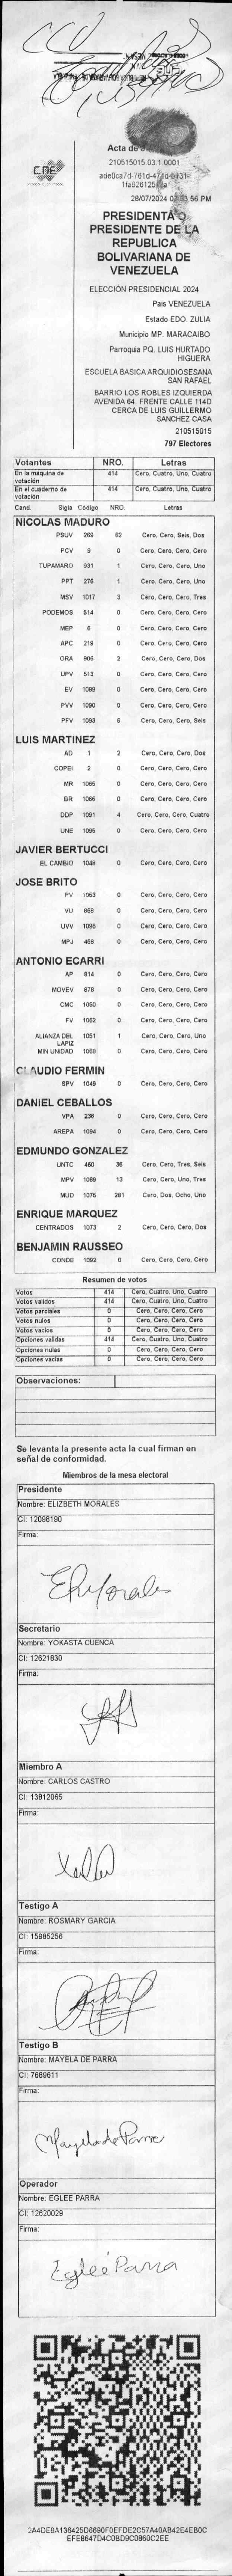 CNE
Acta de
210515015.03.1.0001
28/07/2024
56 PM
PRESIDENTA O
PRESIDENTE DE LA
REPUBLICA
BOLIVARIANA DE
VENEZUELA
ELECCIÓN PRESIDENCIAL 2024
Pais VENEZUELA
Estado EDO. ZULIA
Municipio MP. MARACAIBO
Parroquia PQ. LUIS HURTADO
HIGUERA
ESCUELA BASICA ARQUIDIOSESANA
SAN RAFAEL
BARRIO LOS ROBLES IZQUIERDA
AVENIDA 64. FRENTE CALLE 114D
CERCA DE LUIS GUILLERMO
SANCHEZ CASA
210515015
797 Electores
Votantes NRO. Letras
En la máquina de votación 414 Cero, Cuatro, Uno, Cuatro
En el cuaderno de votación 414 Cero, Cuatro, Uno, Cuatro
Cand. Sigla Código NRO. Letras
NICOLAS MADURO
PSUV 269 62 Cero, Cero, Seis, Dos
PCV 9 0 Cero, Cero, Cero, Cero
TUPAMARO 931 1 Cero, Cero, Cero, Uno
PPT 276 1 Cero, Cero, Cero, Uno
MSV 1017 3 Cero, Cero, Cero, Tres
PODEMOS 514 0 Cero, Cero, Cero, Cero
MEP 6 0 Cero, Cero, Cero, Cero
APC 219 0 Cero, Cero, Cero, Cero
ORA 906 2 Cero, Cero, Cero, Dos
UPV 513 0 Cero, Cero, Cero, Cero
EV 1089 0 Cero, Cero, Cero, Cero
PVV 1090 0 Cero, Cero, Cero, Cero
PFV 1093 6 Cero, Cero, Cero, Seis
LUIS MARTINEZ
AD 1 2 Cero, Cero, Cero, Dos
COPEI 2 0 Cero, Cero, Cero, Cero
MR 1065 0 Cero, Cero, Cero, Cero
BR 1066 0 Cero, Cero, Cero, Cero
DDP 1091 4 Cero, Cero, Cero, Cuatro
UNE 1095 0 Cero, Cero, Cero, Cero
JAVIER BERTUCCI
EL CAMBIO 1048 0 Cero, Cero, Cero, Cero
JOSE BRITO
PV 1053 0 Cero, Cero, Cero, Cero
VU 868 0 Cero, Cero, Cero, Cero
UVV 1096 0 Cero, Cero, Cero, Cero
MPJ 458 0 Cero, Cero, Cero, Cero
ANTONIO ECARRI
AP 814 0 Cero, Cero, Cero, Cero
MOVEV 878 0 Cero, Cero, Cero, Cero
CMC 1050 0 Cero, Cero, Cero, Cero
FV 1062 0 Cero, Cero, Cero, Cero
ALIANZA DEL LAPIZ 1051 1 Cero, Cero, Cero, Uno
MIN UNIDAD 1068 0 Cero, Cero, Cero, Cero
CLAUDIO FERMIN
SPV 1049 0 Cero, Cero, Cero, Cero
DANIEL CEBALLOS
VPA 236 0 Cero, Cero, Cero, Cero
AREPA 1094 0 Cero, Cero, Cero, Cero
EDMUNDO GONZALEZ
UNTC 460 36 Cero, Cero, Tres, Seis
MPV 1069 13 Cero, Cero, Uno, Tres
MUD 1075 281 Cero, Dos, Ocho, Uno
ENRIQUE MARQUEZ
CENTRADOS 1073 2 Cero, Cero, Cero, Dos
BENJAMIN RAUSSEO
CONDE 1092 0 Cero, Cero, Cero, Cero
Resumen de votos
Votos 414 Cero, Cuatro, Uno, Cuatro
Votos validos 414 Cero, Cuatro, Uno, Cuatro
Votos parciales 0 Cero, Cero, Cero, Cero
Votos nulos 0 Cero, Cero, Cero, Cero
Votos vacios 0 Cero, Cero, Cero, Cero
Opciones validas 414 Cero, Cuatro, Uno, Cuatro
Opciones nulas 0 Cero, Cero, Cero, Cero
Opciones vacias 0 Cero, Cero, Cero, Cero
Observaciones:
Se levanta la presente acta la cual firman en
señal de conformidad.
Miembros de la mesa electoral
Presidente
Nombre: ELIZBETH MORALES
CI: 12098190
Firma:
EMorales
Secretario
Nombre: YOKASTA CUENCA
CI: 12621830
Firma:
Miembro A
Nombre: CARLOS CASTRO
CI: 13812065
Firma:
Testigo A
Nombre: ROSMARY GARCIA
CI: 15985256
Firma:
Testigo B
Nombre: MAYELA DE PARRA
CI: 7689611
Firma:
Mayela de Parra
Operador
Nombre: EGLEE PARRA
CI: 12620029
Firma:
Egleé Parra
2A4DE0A136425D6690F0EFDE2C57A40AB42E4EB0C
EFE8647D4C0BD9C0860C2EE